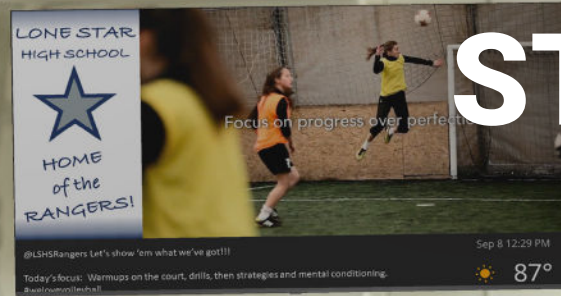 LONE STAR
HIGH SCHOOL
HOME
of the
RANGERS!
ST
Focus on progress over perfectio
@LSHSRangers Let's show 'em what we've got!!!
Sep 8 12:29 PM
Today's focus: Warmups on the court, drills, then strategies and mental conditioning.
#welovevolleyball
87°